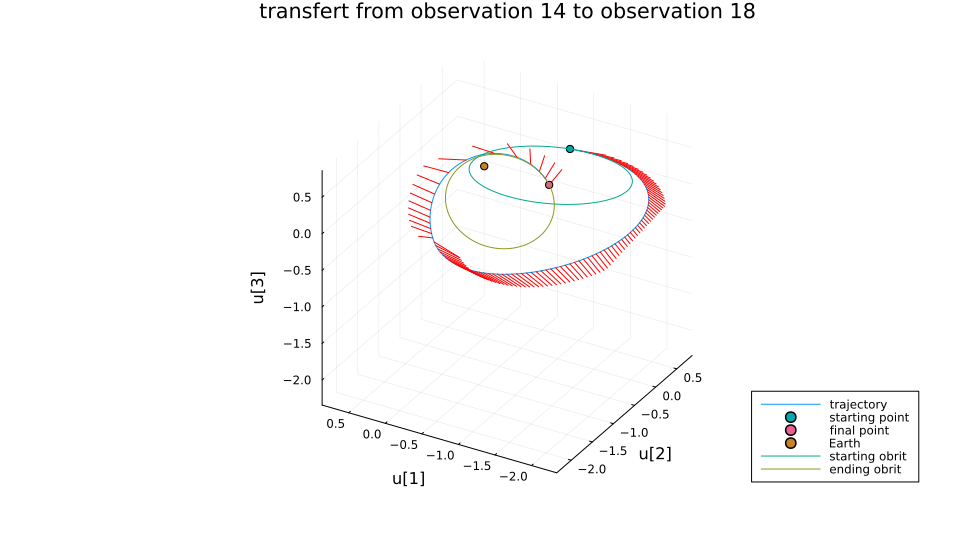 transfert from observation 14 to observation 18
0.5
0.0
−0.5
−1.0
−1.5
−2.0
u[3]
0.5
0.0
−0.5
−1.0
−1.5
−2.0
u[1]
0.5
0.0
−0.5
−1.0
−1.5
−2.0
u[2]
trajectory
starting point
final point
Earth
starting obrit
ending obrit